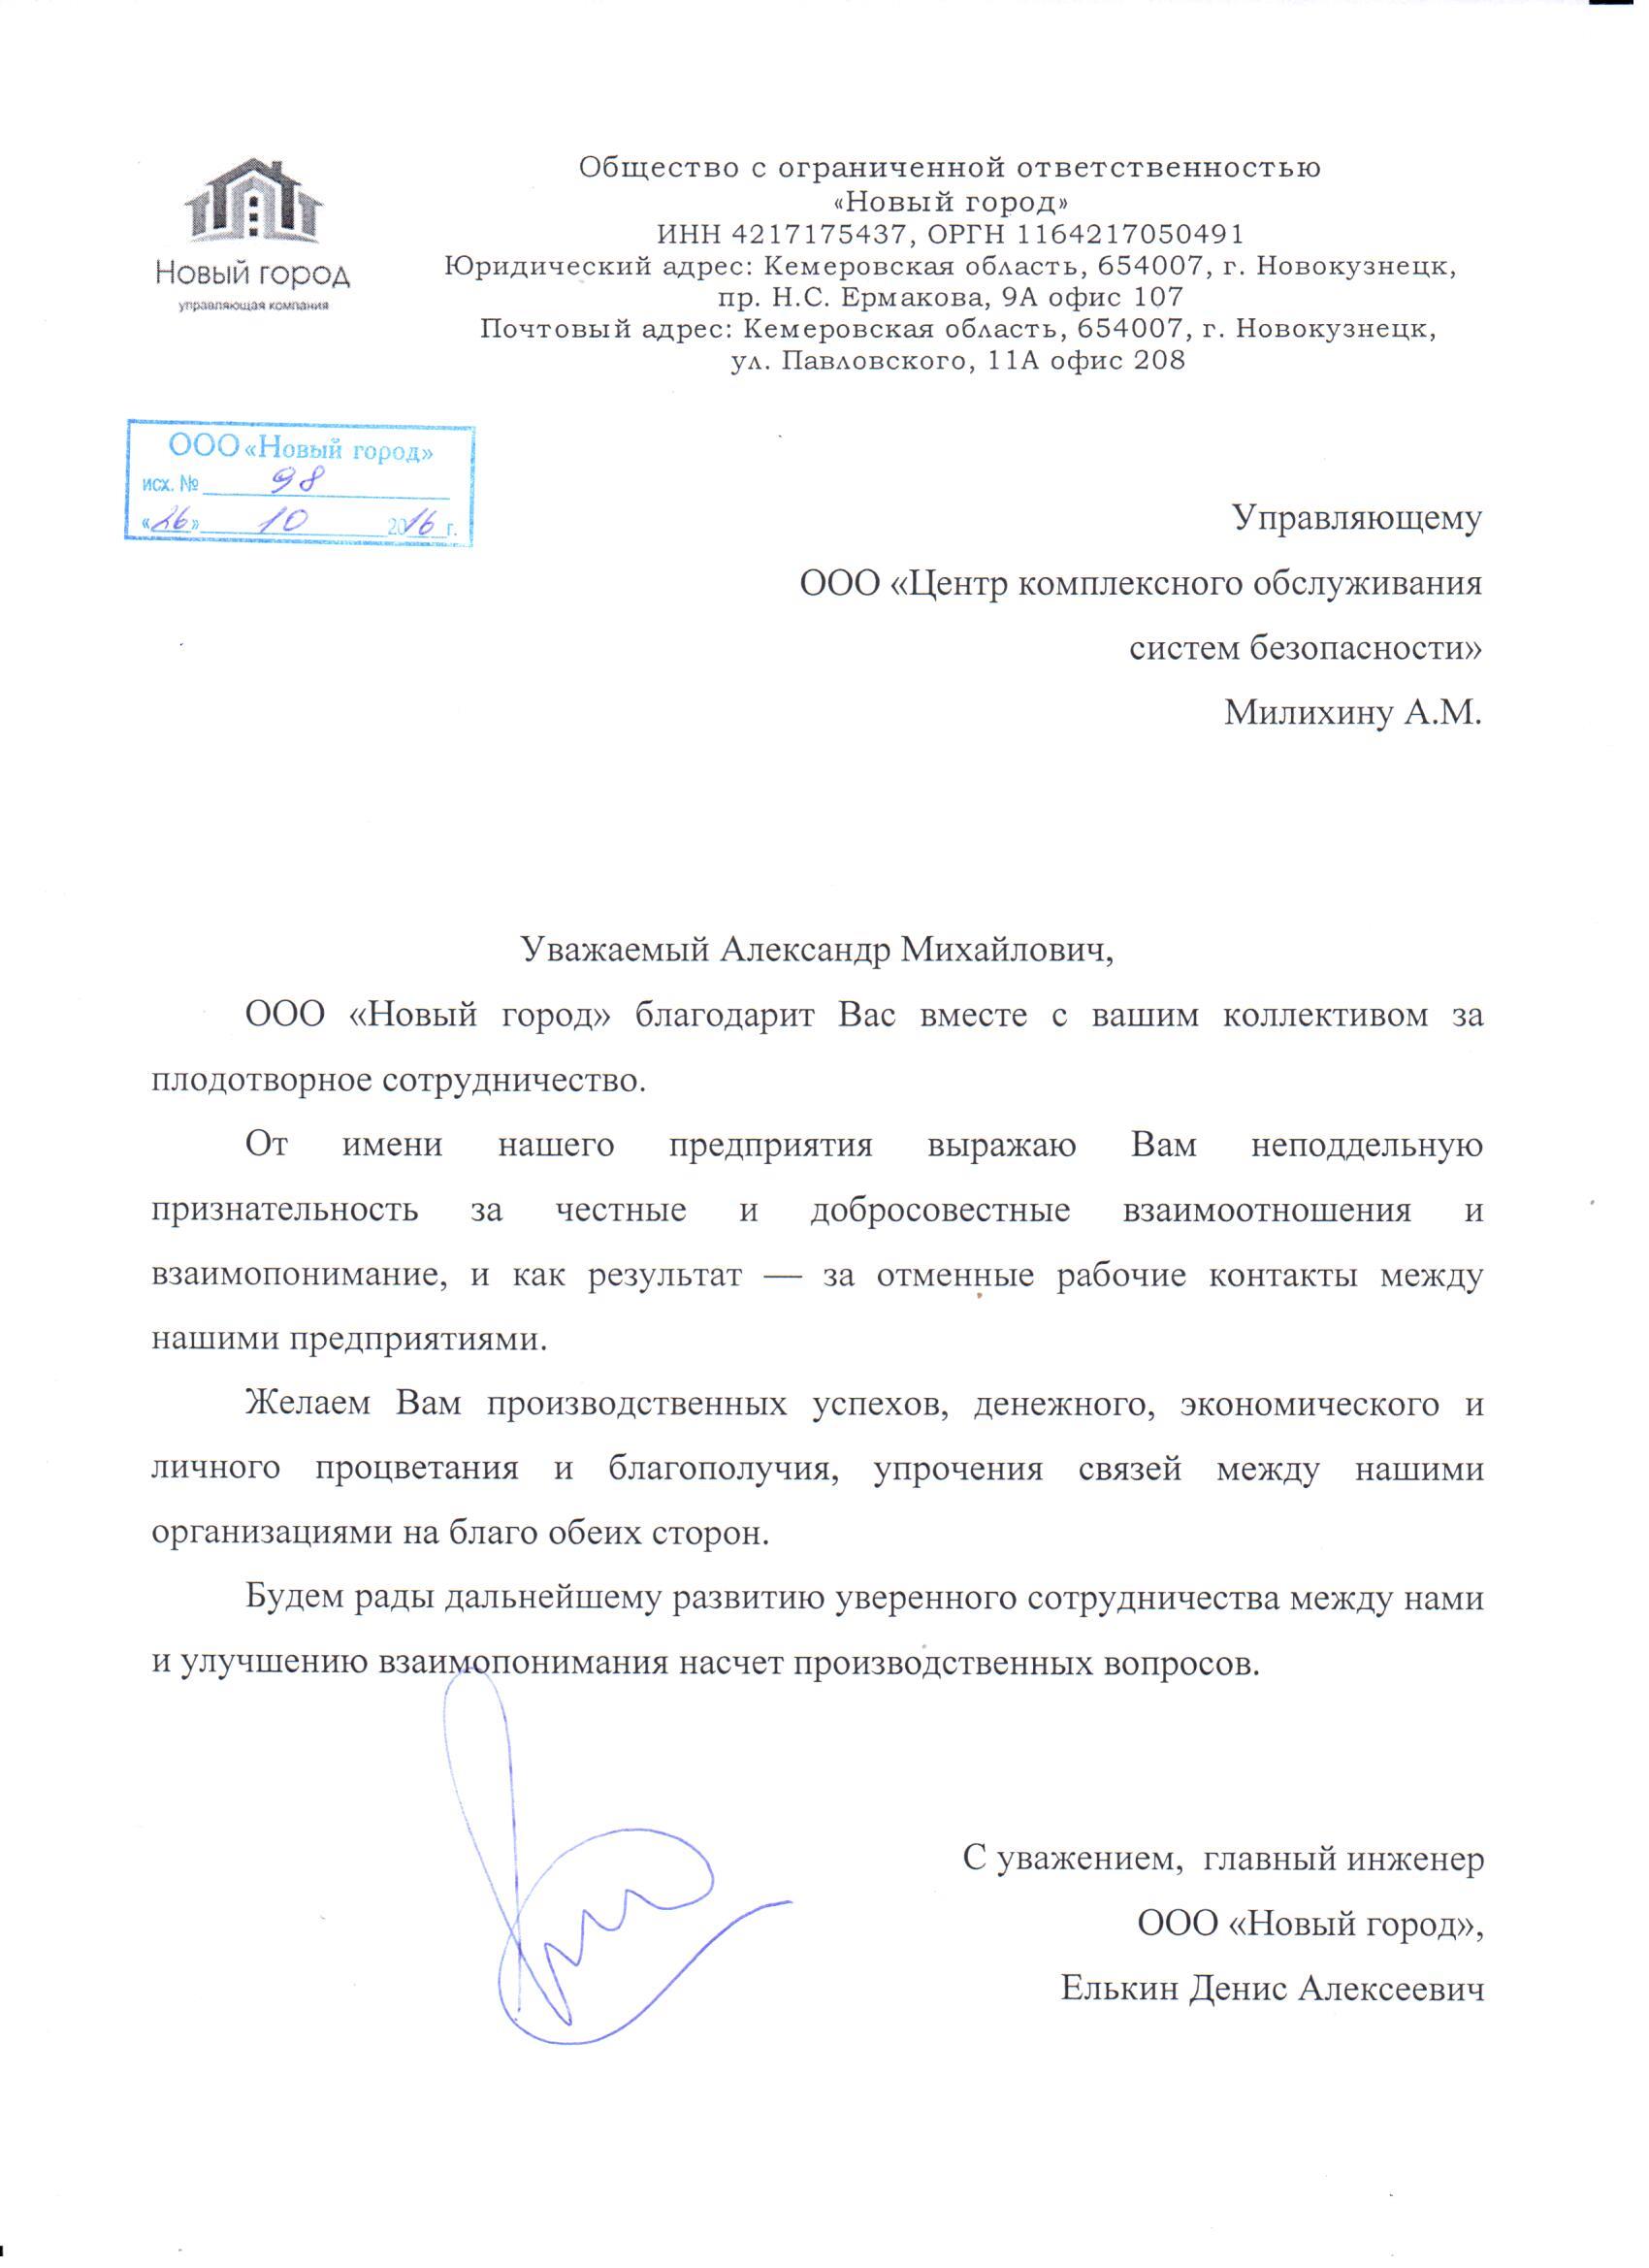 Новый город
управляющая компания
Общество с ограниченной ответственностью
«Новый город»
ИНН 4217175437, ОРГН 1164217050491
Юридический адрес: Кемеровская область, 654007, г. Новокузнецк,
пр. Н.С. Ермакова, 9А офис 107
Почтовый адрес: Кемеровская область, 654007, г. Новокузнецк,
ул. Павловского, 11А офис 208
ООО «Новый город»
исх. № 98
«26» 10 2016 г.
Управляющему
ООО «Центр комплексного обслуживания
систем безопасности»
Милихину А.М.
Уважаемый Александр Михайлович,
ООО «Новый город» благодарит Вас вместе с вашим коллективом за
плодотворное сотрудничество.
От имени нашего предприятия выражаю Вам неподдельную
признательность за честные и добросовестные взаимоотношения и
взаимопонимание, и как результат — за отменные рабочие контакты между
нашими предприятиями.
Желаем Вам производственных успехов, денежного, экономического и
личного процветания и благополучия, упрочения связей между нашими
организациями на благо обеих сторон.
Будем рады дальнейшему развитию уверенного сотрудничества между нами
и улучшению взаимопонимания насчет производственных вопросов.
С уважением, главный инженер
ООО «Новый город»,
Елькин Денис Алексеевич